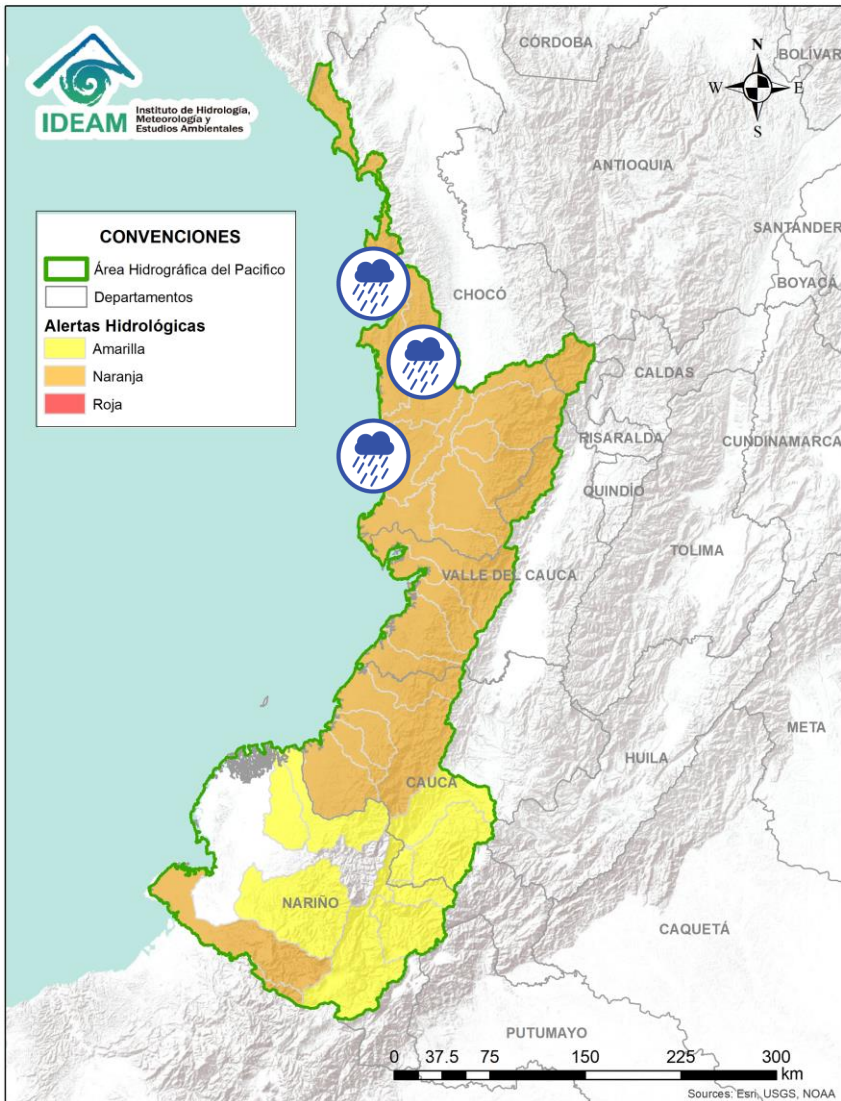 IDEAM
Instituto de Hidrología,
Meteorología y
Estudios Ambientales
CÓRDOBA
BOLÍVAR
N
W
E
S
ANTIOQUIA
SANTANDER
CONVENCIONES
Área Hidrográfica del Pacifico
Departamentos
Alertas Hidrológicas
Amarilla
Naranja
Roja
BOYACÁ
CHOCÓ
CALDAS
RISARALDA
CUNDINAMARCA
QUINDÍO
TOLIMA
VALLE DEL CAUCA
META
HUILA
CAUCA
NARIÑO
CAQUETÁ
PUTUMAYO
0 37.5 75 150 225 300
km
Sources: Esri, USGS, NOAA